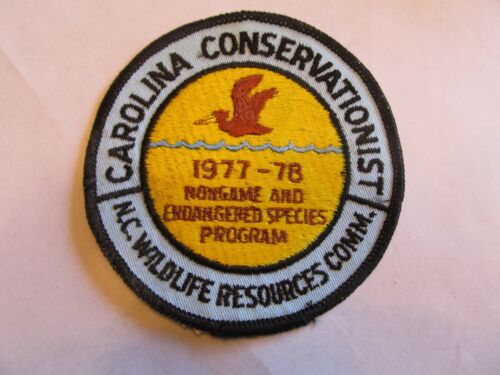 CAROLINA CONSERVATIONIST
1977-78
NONGAME AND
ENDANGERED SPECIES
PROGRAM
N.C. WILDLIFE RESOURCES COMM.